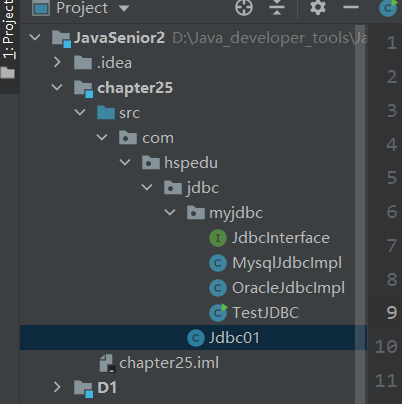 1: Project
Project
JavaSenior2 D:\Java_developer_tools\Ja
.idea
chapter25
src
com
hspedu
jdbc
myjdbc
I JdbcInterface
C MysqlJdbcImpl
C OracleJdbcImpl
C TestJDBC
C Jdbc01
chapter25.iml
D1
1
2
3
4
5
6
7
8
9
10
11